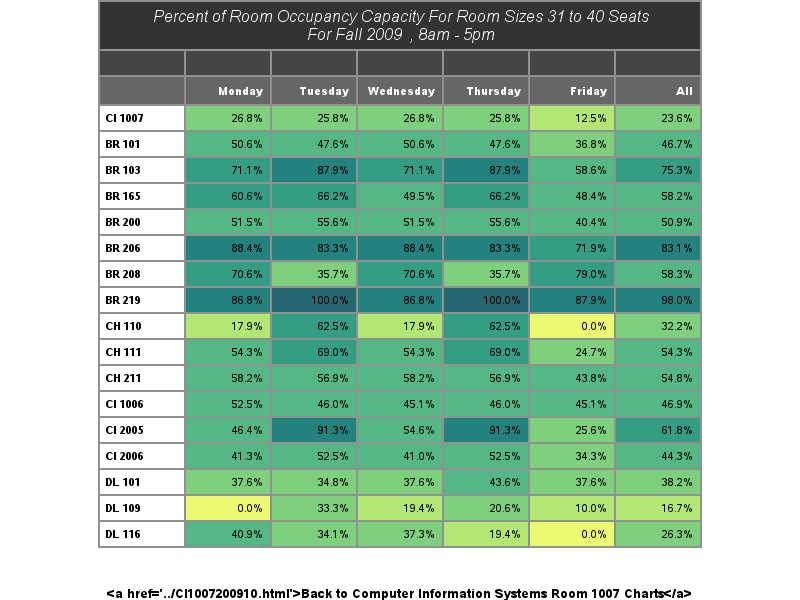 Percent of Room Occupancy Capacity For Room Sizes 31 to 40 Seats
For Fall 2009 , 8am - 5pm
Monday Tuesday Wednesday Thursday Friday All
CI 1007 26.8% 25.8% 26.8% 25.8% 12.5% 23.6%
BR 101 50.6% 47.6% 50.6% 47.6% 36.8% 46.7%
BR 103 71.1% 87.9% 71.1% 87.9% 58.6% 75.3%
BR 165 60.6% 66.2% 49.5% 66.2% 48.4% 58.2%
BR 200 51.5% 55.6% 51.5% 55.6% 40.4% 50.9%
BR 206 88.4% 83.3% 88.4% 83.3% 71.9% 83.1%
BR 208 70.6% 35.7% 70.6% 35.7% 79.0% 58.3%
BR 219 86.8% 100.0% 86.8% 100.0% 87.9% 98.0%
CH 110 17.9% 62.5% 17.9% 62.5% 0.0% 32.2%
CH 111 54.3% 69.0% 54.3% 69.0% 24.7% 54.3%
CH 211 58.2% 56.9% 58.2% 56.9% 43.8% 54.8%
CI 1006 52.5% 46.0% 45.1% 46.0% 45.1% 46.9%
CI 2005 46.4% 91.3% 54.6% 91.3% 25.6% 61.8%
CI 2006 41.3% 52.5% 41.0% 52.5% 34.3% 44.3%
DL 101 37.6% 34.8% 37.6% 43.6% 37.6% 38.2%
DL 109 0.0% 33.3% 19.4% 20.6% 10.0% 16.7%
DL 116 40.9% 34.1% 37.3% 19.4% 0.0% 26.3%
<a href='../CI1007200910.html'>Back to Computer Information Systems Room 1007 Charts</a>